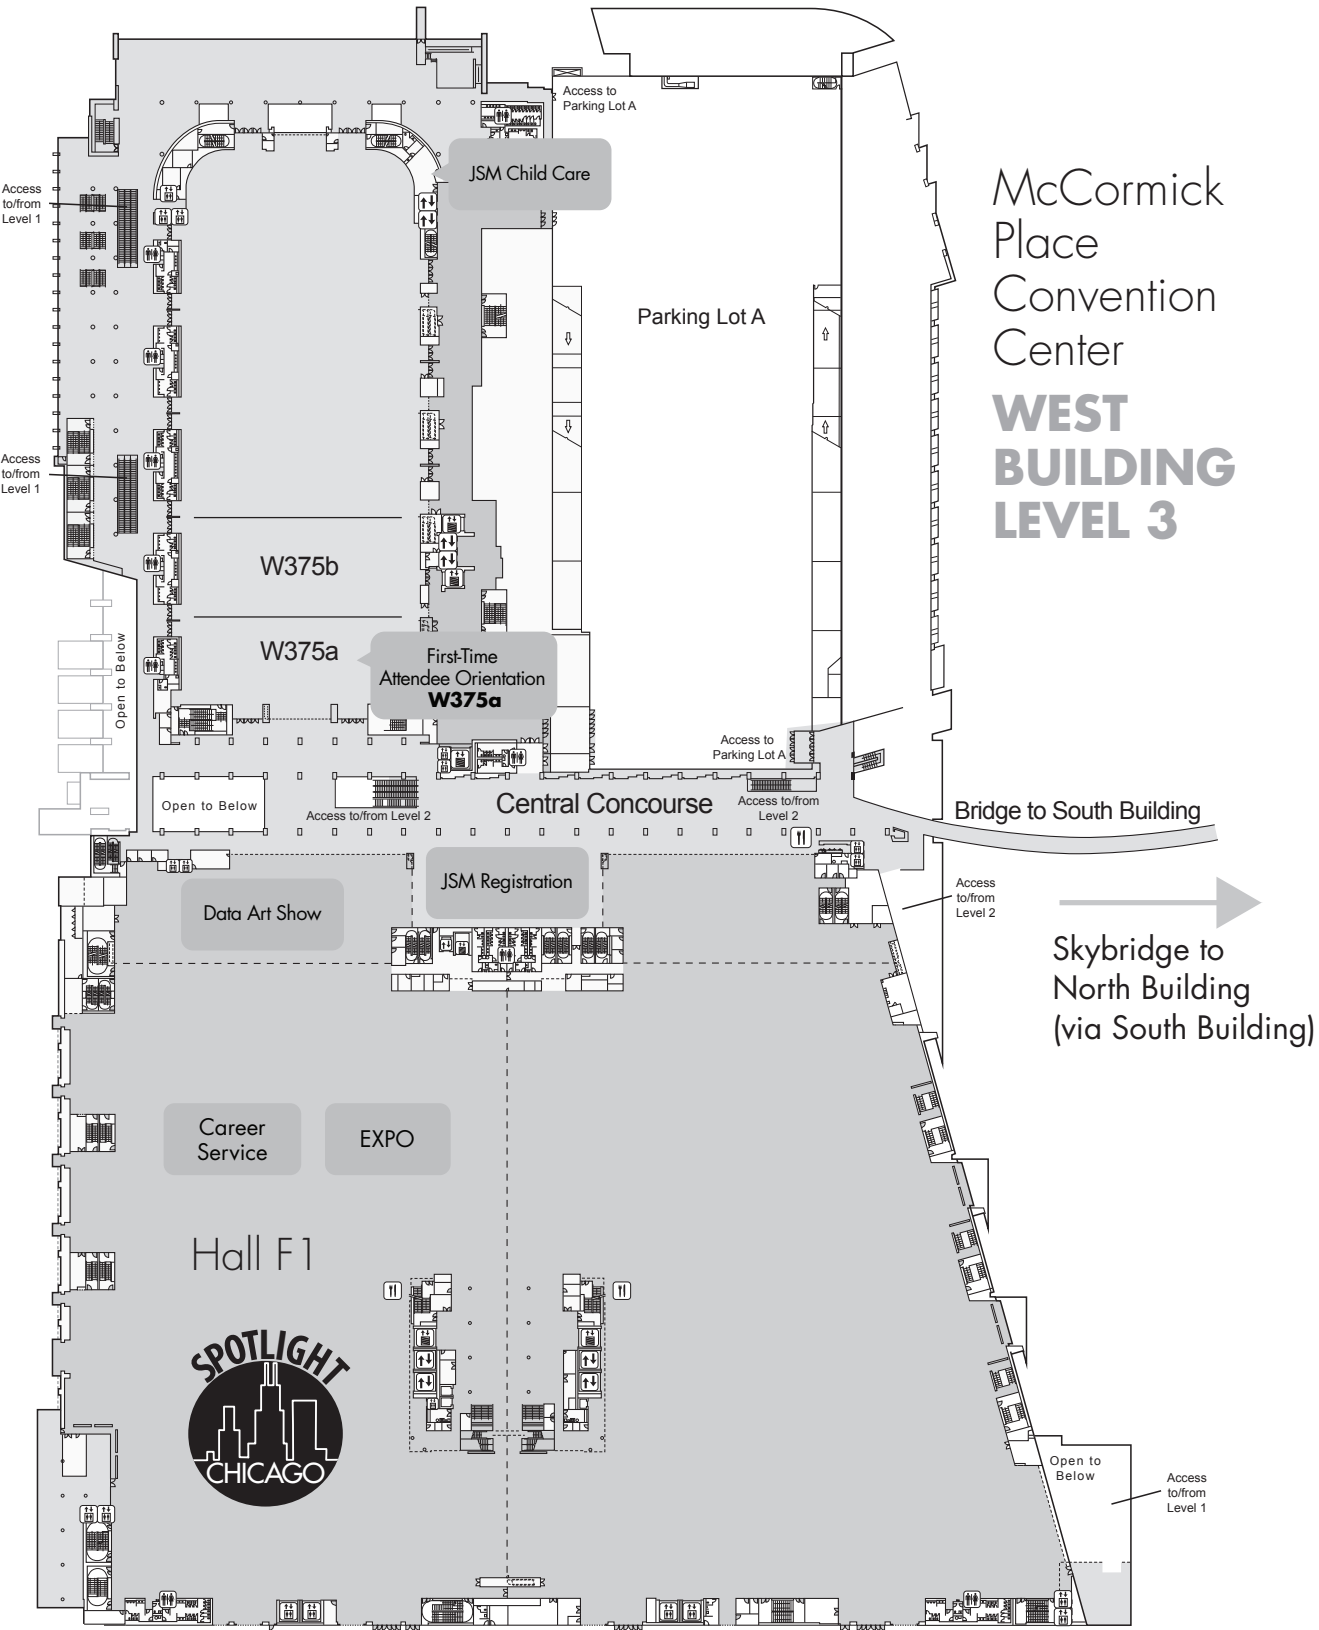 Access to
Parking Lot A
JSM Child Care
Access
to/from
Level 1
McCormick
Place
Convention
Center
WEST
BUILDING
LEVEL 3
Parking Lot A
Access
to/from
Level 1
W375b
W375a
First-Time
Attendee Orientation
W375a
Open to Below
Access to
Parking Lot A
Open to Below
Access to/from Level 2
Central Concourse
Access to/from
Level 2
Bridge to South Building
JSM Registration
Data Art Show
Access
to/from
Level 2
Skybridge to
North Building
(via South Building)
Career
Service
EXPO
Hall F1
SPOTLIGHT
CHICAGO
Open to
Below
Access
to/from
Level 1